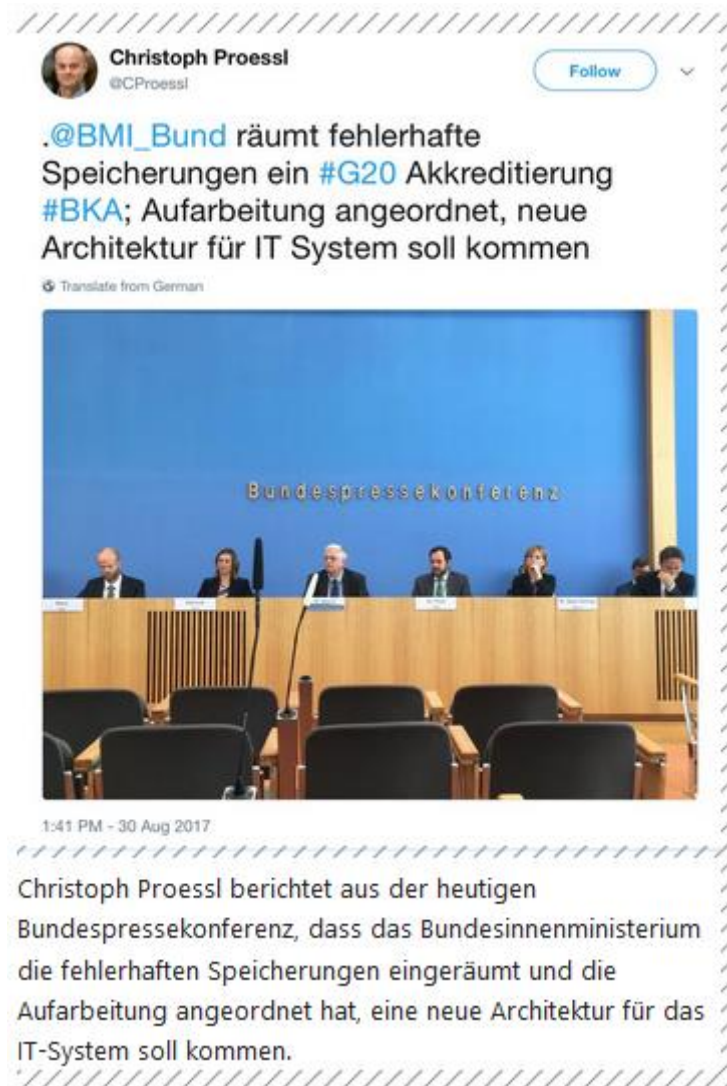 Christoph Proessl
@CProessl
Follow
.@BMI_Bund räumt fehlerhafte
Speicherungen ein #G20 Akkreditierung
#BKA; Aufarbeitung angeordnet, neue
Architektur für IT System soll kommen
Translate from German
Bundespressekonferenz
1:41 PM - 30 Aug 2017
Christoph Proessl berichtet aus der heutigen
Bundespressekonferenz, dass das Bundesinnenministerium
die fehlerhaften Speicherungen eingeräumt und die
Aufarbeitung angeordnet hat, eine neue Architektur für das
IT-System soll kommen.